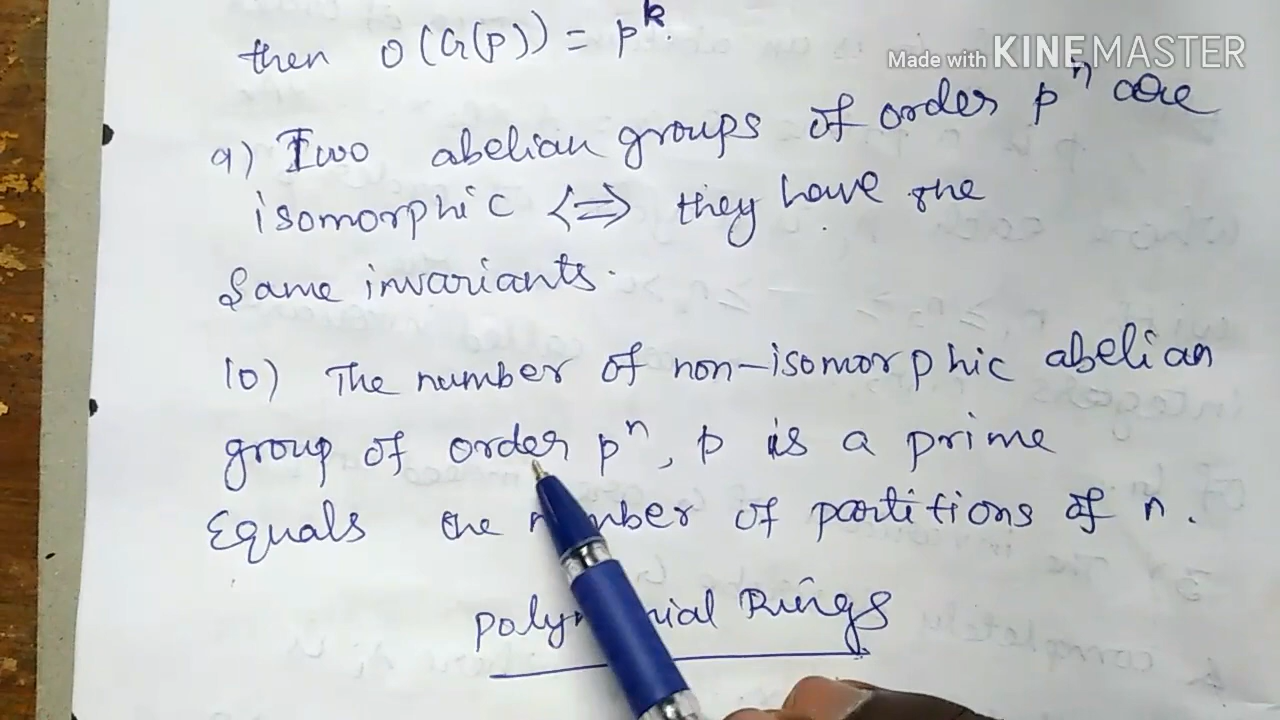 then O(G(p)) = p^k.
Made with KINEMASTER
9) Two abelian groups of order p^n are
isomorphic <=> they have the
Same invariants.
10) The number of non-isomorphic abelian
group of order p^n, p is a prime
Equals the number of partitions of n.
Polynomial Rings